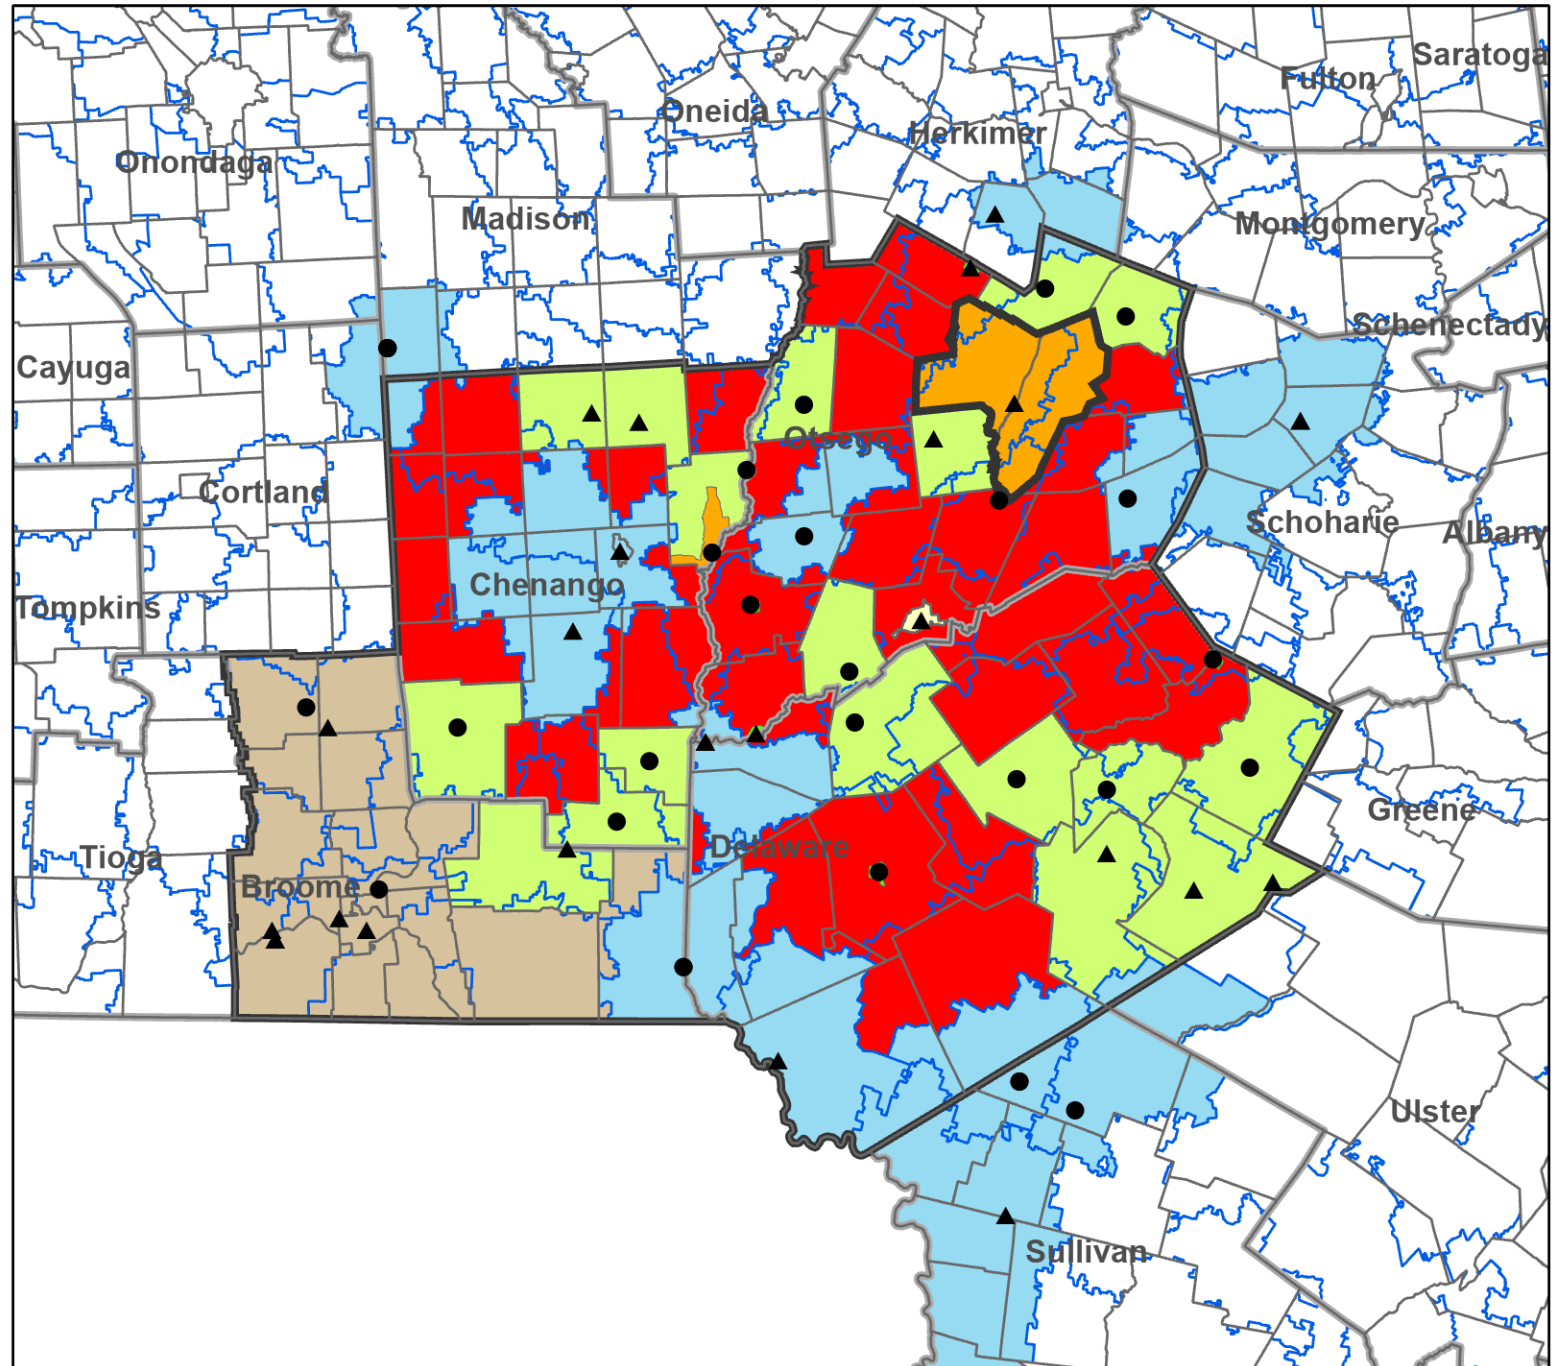 Saratoga
Fulton
Oneida
Herkimer
Onondaga
Madison
Montgomery
Schenectady
Cayuga
Otsego
Cortland
Schoharie
Albany
Chenango
Tompkins
Greene
Delaware
Tioga
Broome
Ulster
Sullivan